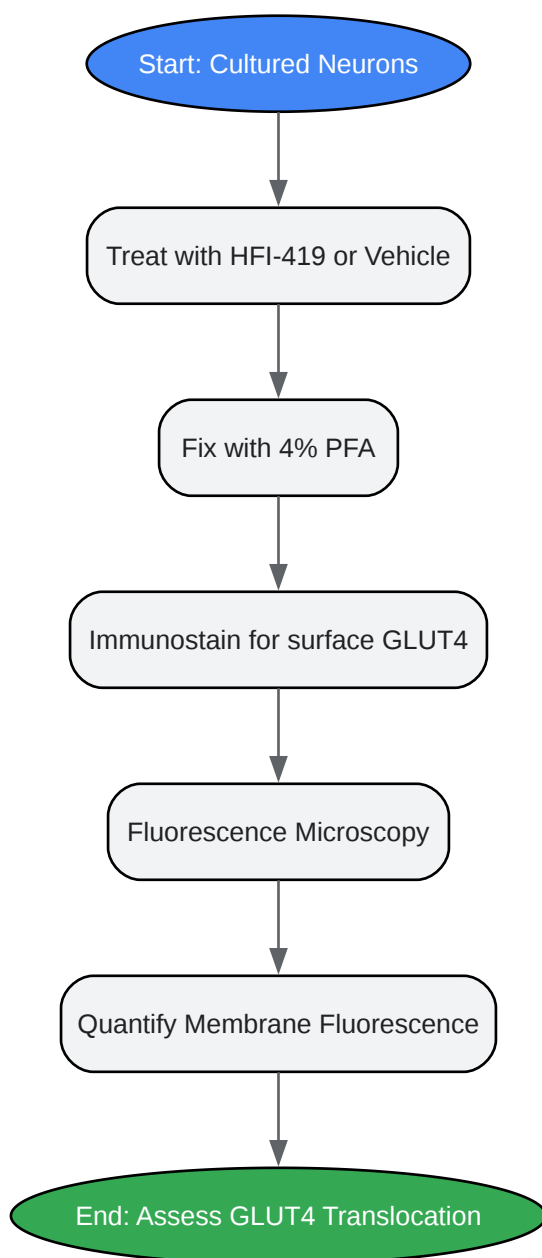 Start: Cultured Neurons
Treat with HFI-419 or Vehicle
Fix with 4% PFA
Immunostain for surface GLUT4
Fluorescence Microscopy
Quantify Membrane Fluorescence
End: Assess GLUT4 Translocation